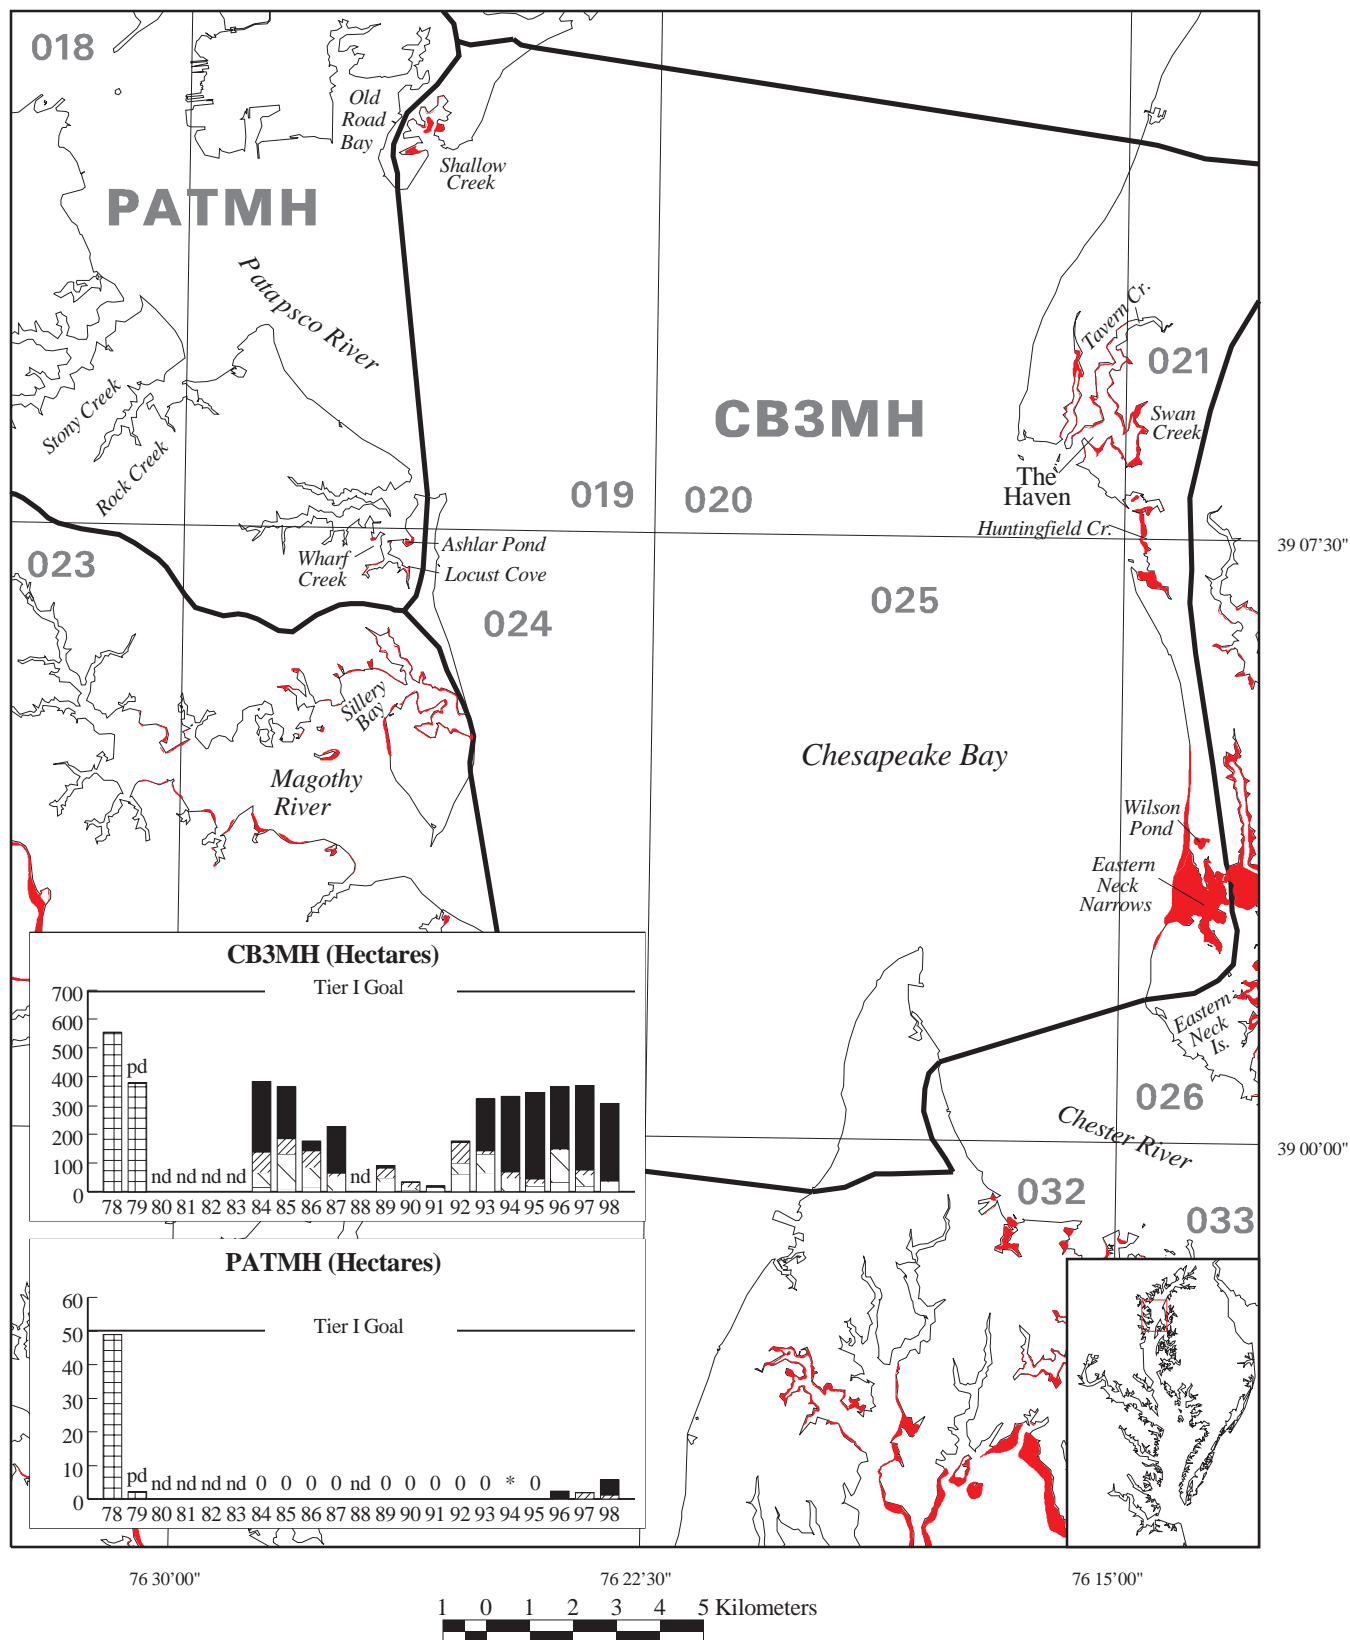 018
Old
Road
Bay
Shallow
Creek
PATMH
Patapsco River
Tavern Cr.
021
Stony Creek
CB3MH
Swan
Creek
Rock Creek
The
Haven
019
020
Huntingfield Cr.
39 07'30"
Ashlar Pond
Wharf
Creek
Locust Cove
023
025
024
Sillery
Bay
Chesapeake Bay
Magothy
River
Wilson
Pond
Eastern
Neck
Narrows
Eastern
Neck
Is.
026
Chester River
39 00'00"
032
033
CB3MH (Hectares)
Tier I Goal
700
600
500
400
300
200
100
0
pd
nd nd nd nd
nd
78 79 80 81 82 83 84 85 86 87 88 89 90 91 92 93 94 95 96 97 98
PATMH (Hectares)
60
Tier I Goal
50
40
30
20
10
0
pd nd nd nd nd 0 0 0 0 nd 0 0 0 0 0 * 0
78 79 80 81 82 83 84 85 86 87 88 89 90 91 92 93 94 95 96 97 98
76 30'00"
76 22'30"
76 15'00"
1 0 1 2 3 4 5 Kilometers